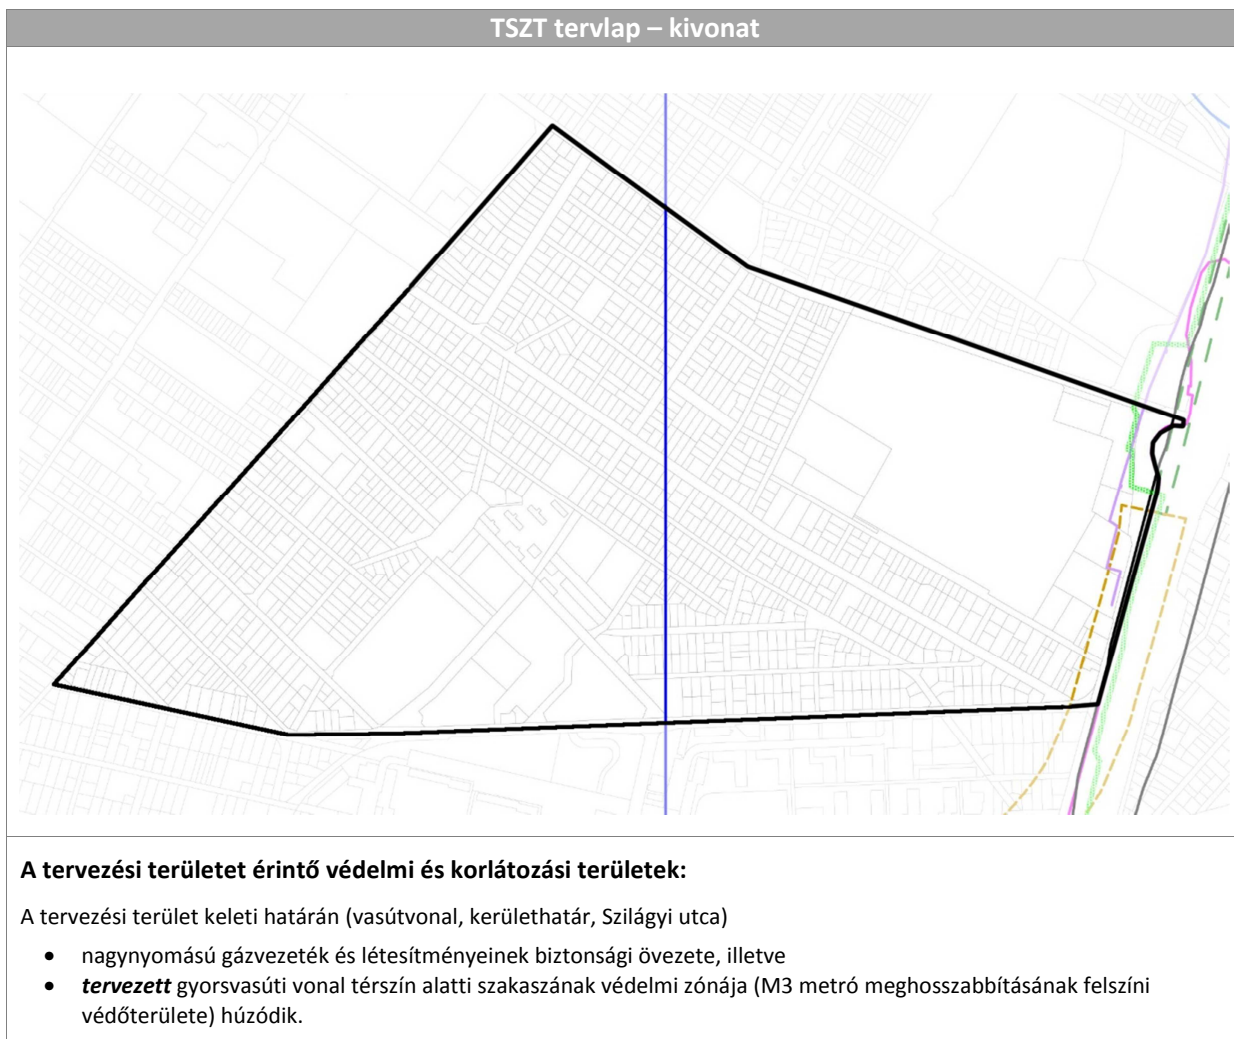 TSZT tervlap – kivonat
A tervezési területet érintő védelmi és korlátozási területek:
A tervezési terület keleti határán (vasútvonal, kerülethatár, Szilágyi utca)
• nagynyomású gázvezeték és létesítményeinek biztonsági övezete, illetve
• tervezett gyorsvasúti vonal térszín alatti szakaszának védelmi zónája (M3 metró meghosszabbításának felszíni
védőterülete) húzódik.